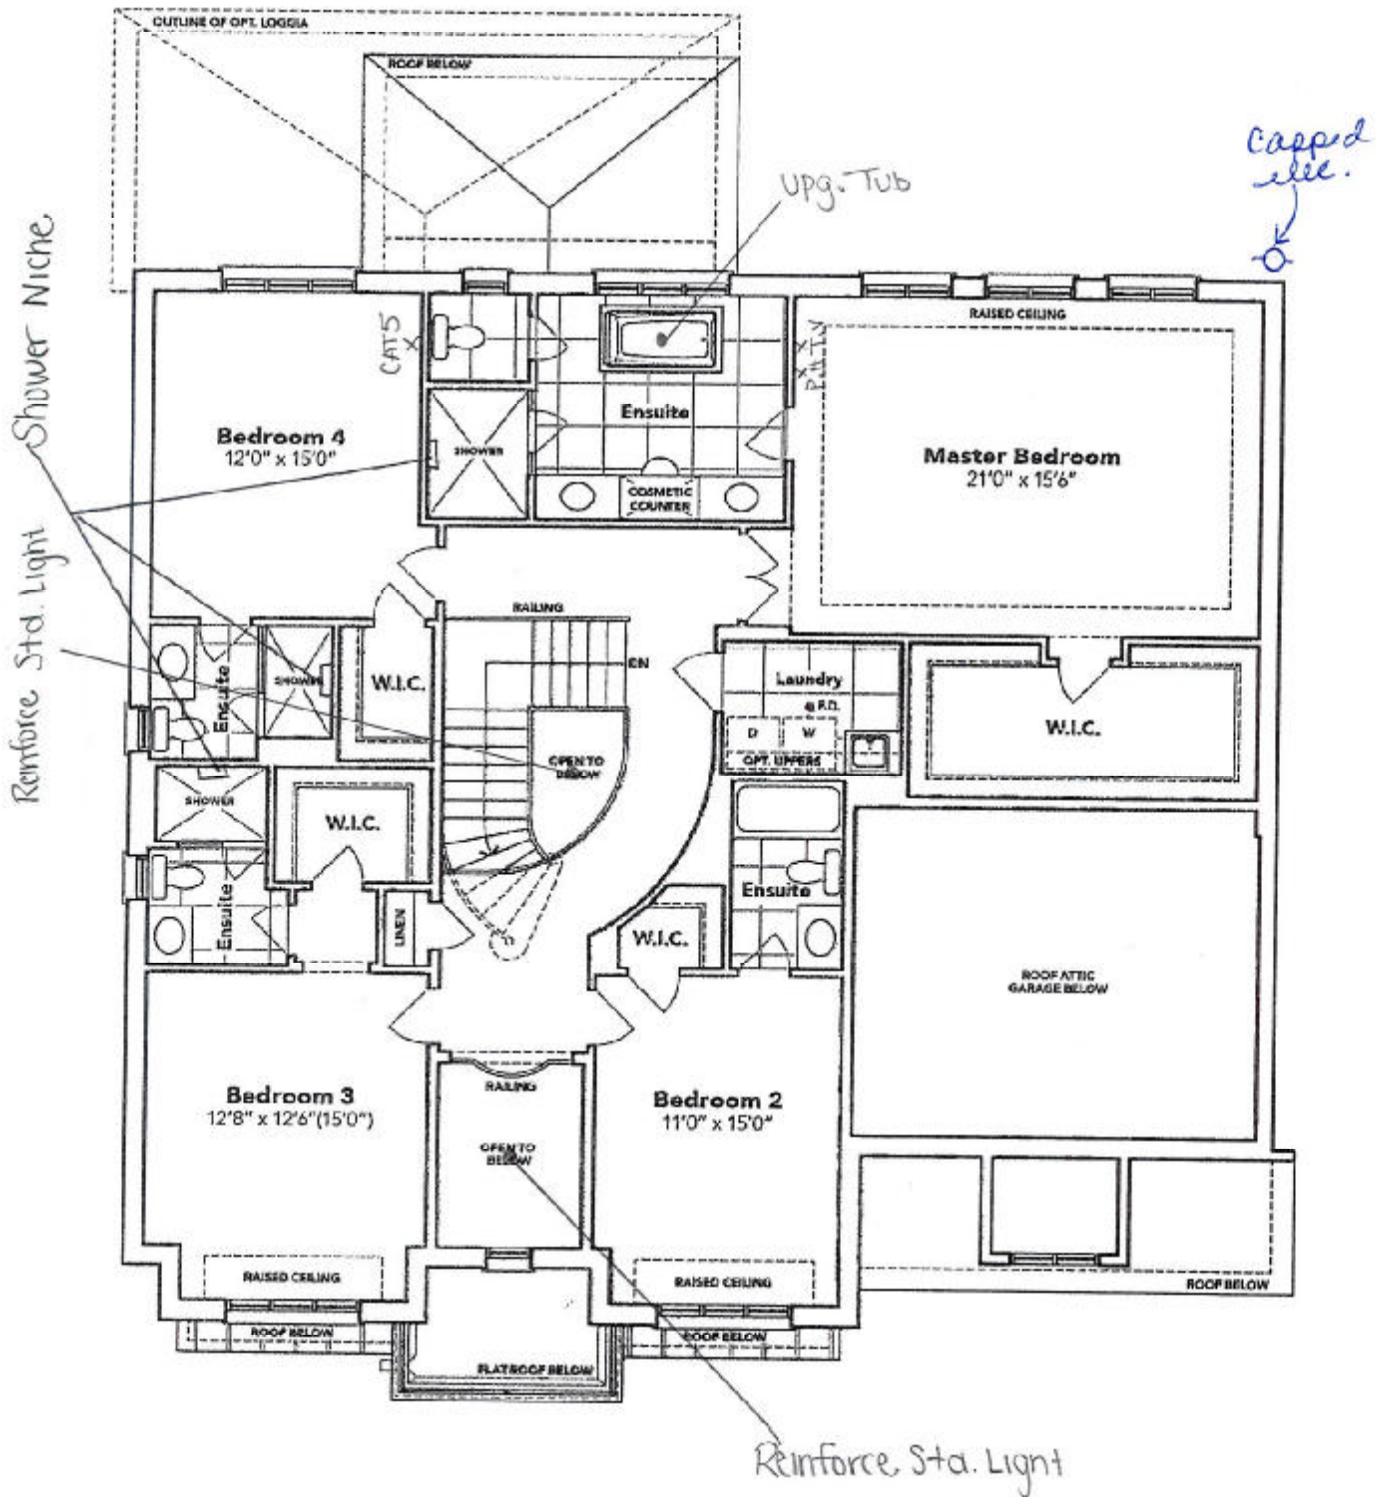 OUTLINE OF OPT. LOGGIA
ROOF BELOW
Capped
elec.
Upg. Tub
Shower Niche
RAISED CEILING
CAT5
Ensuite
Bedroom 4
12'0" x 15'0"
SHOWER
Master Bedroom
21'0" x 15'6"
COSMETIC
COUNTER
Reinforce Std. Light
RAILING
DN
SHOWER
Ensuite
W.I.C.
Laundry
F.D.
D
W
OPT. UPPERS
W.I.C.
OPEN TO
BELOW
SHOWER
W.I.C.
Ensuite
Ensuite
LINEN
W.I.C.
ROOF ATTIC
GARAGE BELOW
Bedroom 3
12'8" x 12'6"(15'0")
RAILING
Bedroom 2
11'0" x 15'0"
OPEN TO
BELOW
RAISED CEILING
RAISED CEILING
ROOF BELOW
ROOF BELOW
ROOF BELOW
FLAT ROOF BELOW
Reinforce Std. Light